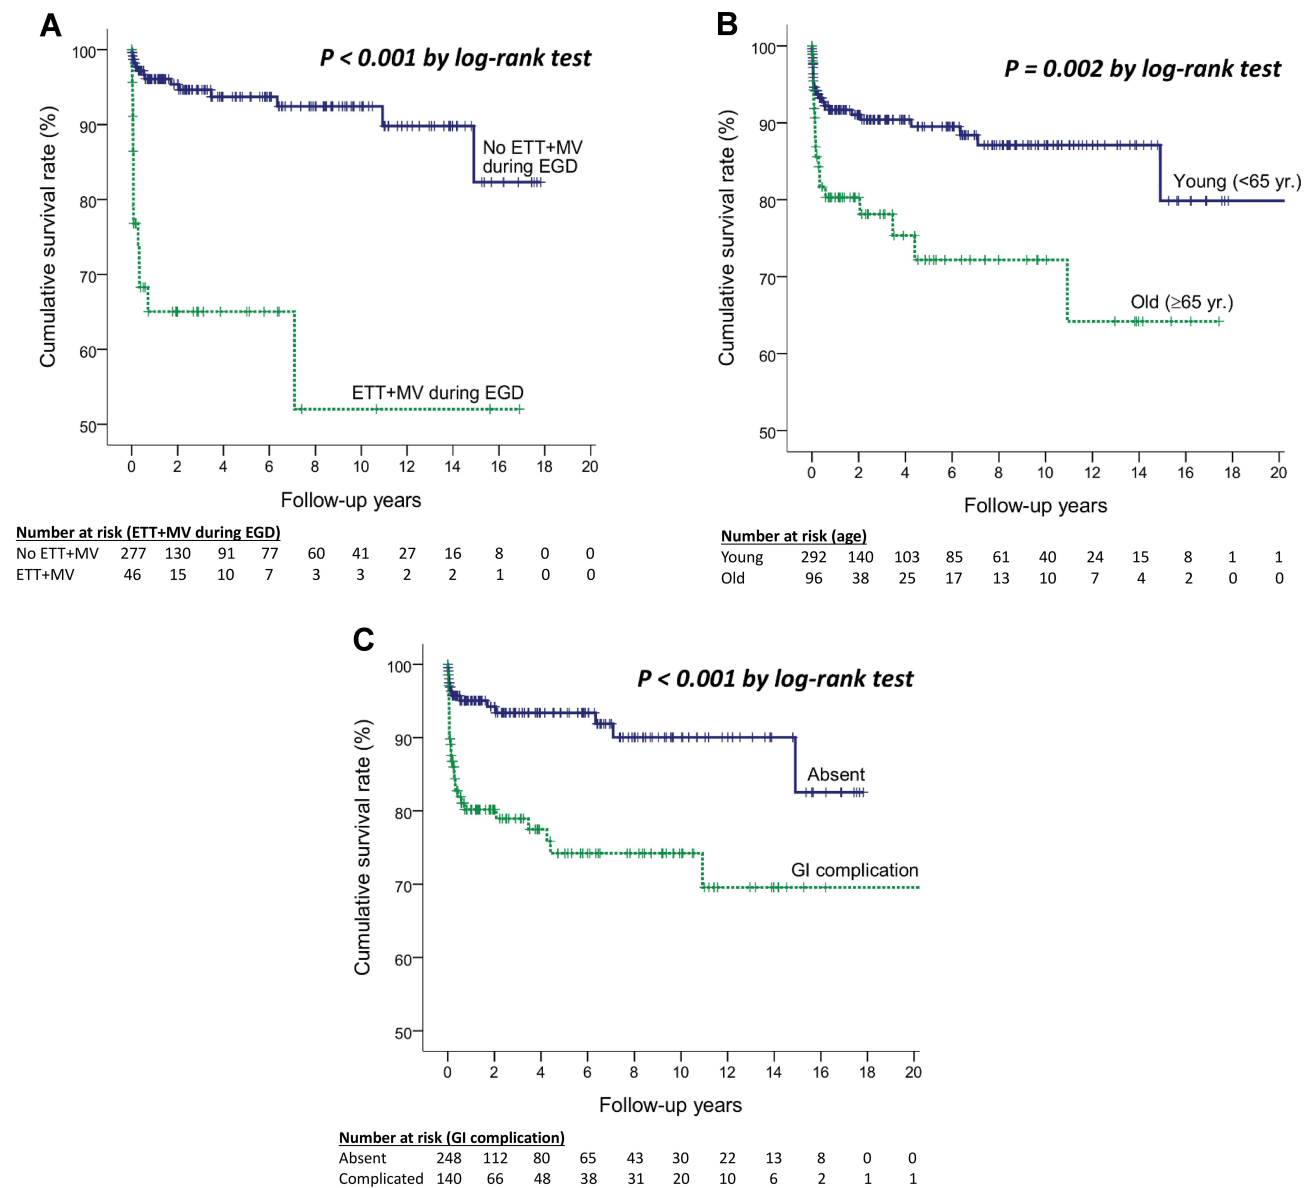 A
P < 0.001 by log-rank test
Cumulative survival rate (%)
100
90
80
70
60
50
No ETT+MV
during EGD
ETT+MV during EGD
0 2 4 6 8 10 12 14 16 18 20
Follow-up years
Number at risk (ETT+MV during EGD)
No ETT+MV 277 130 91 77 60 41 27 16 8 0 0
ETT+MV 46 15 10 7 3 3 2 2 1 0 0
B
P = 0.002 by log-rank test
Cumulative survival rate (%)
100
90
80
70
60
50
Young (<65 yr.)
Old (≥65 yr.)
0 2 4 6 8 10 12 14 16 18 20
Follow-up years
Number at risk (age)
Young 292 140 103 85 61 40 24 15 8 1 1
Old 96 38 25 17 13 10 7 4 2 0 0
C
P < 0.001 by log-rank test
Cumulative survival rate (%)
100
90
80
70
60
50
Absent
GI complication
0 2 4 6 8 10 12 14 16 18 20
Follow-up years
Number at risk (GI complication)
Absent 248 112 80 65 43 30 22 13 8 0 0
Complicated 140 66 48 38 31 20 10 6 2 1 1